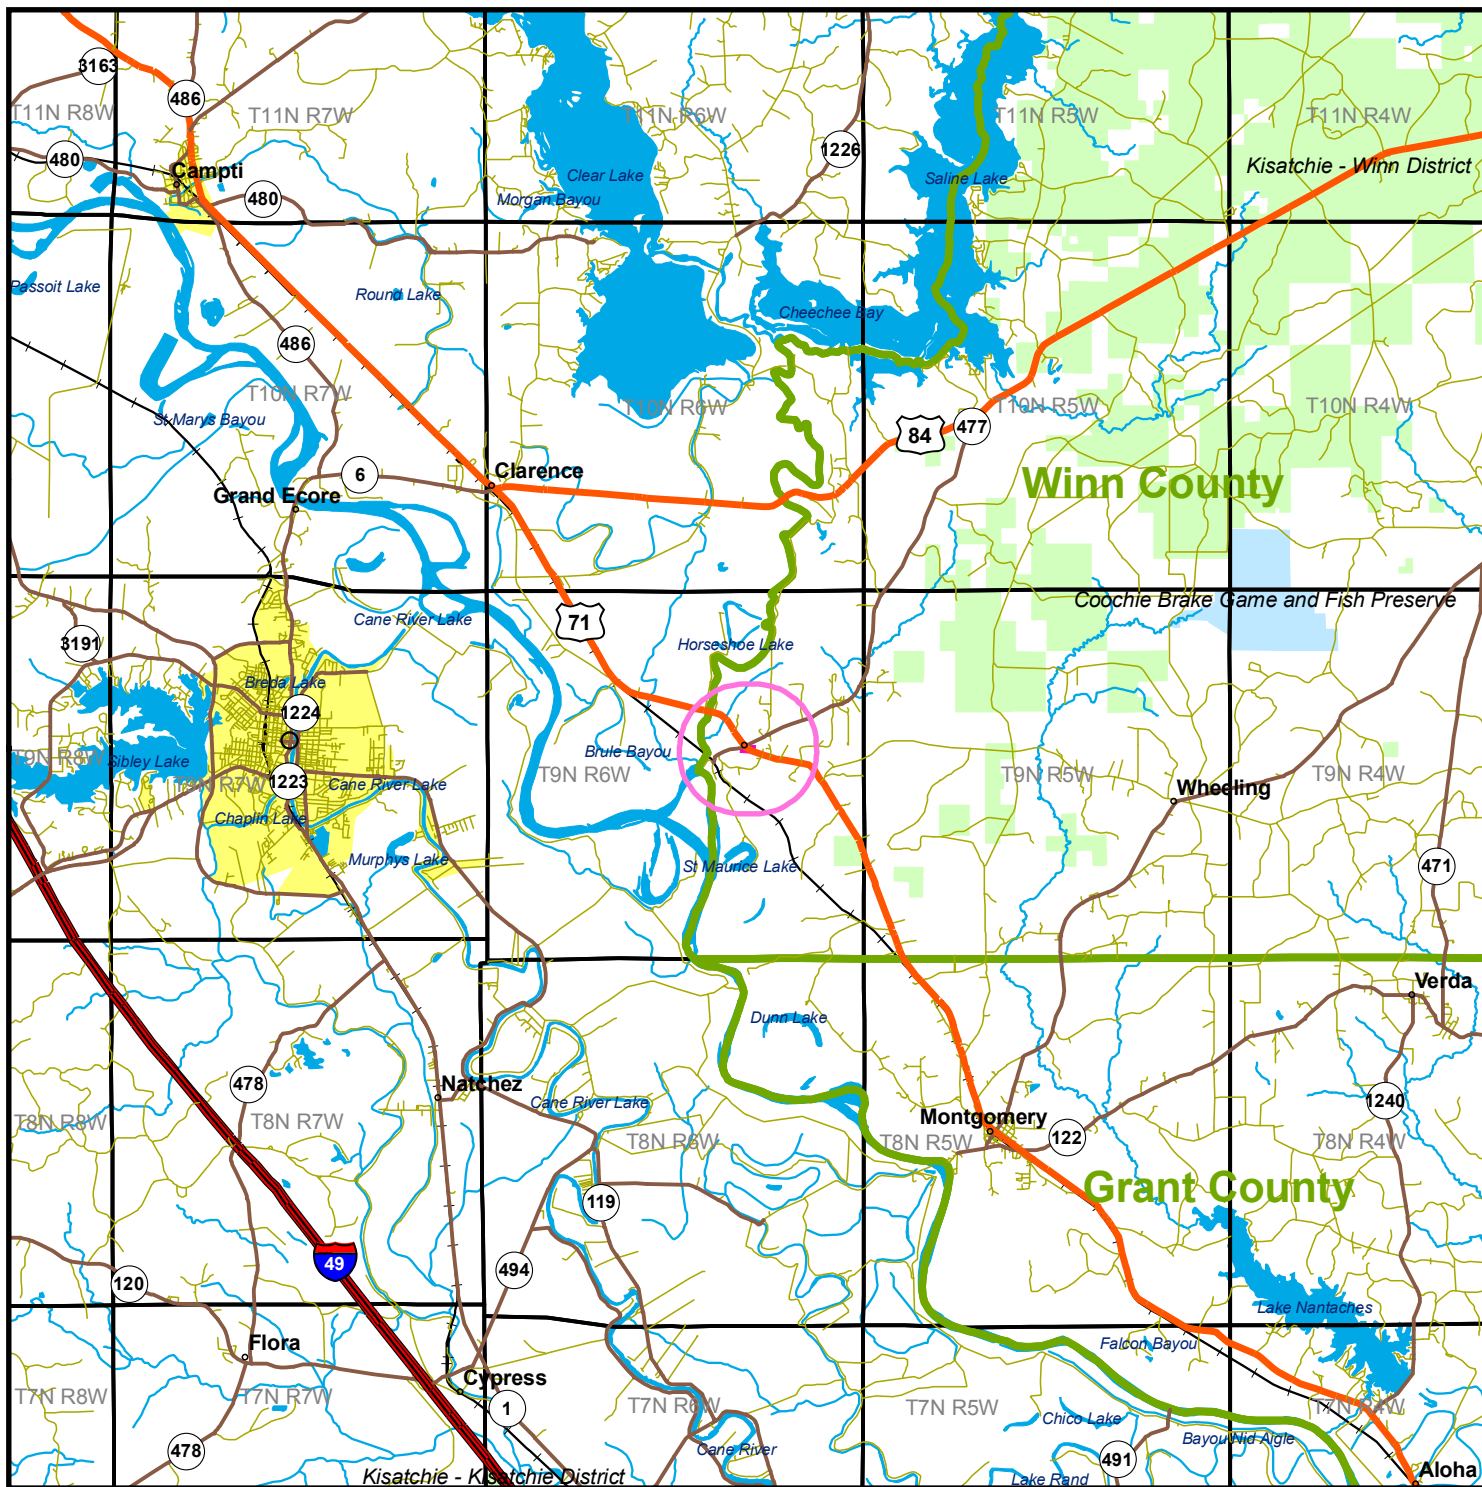 3163
486
T11N R8W
T11N R7W
T11N R6W
T11N R5W
T11N R4W
480
Campti
480
1226
Clear Lake
Morgan Bayou
Saline Lake
Kisatchie - Winn District
Passoit Lake
Round Lake
Cheechee Bay
486
T10N R7W
T10N R6W
T10N R5W
T10N R4W
St Marys Bayou
84
477
6
Clarence
Grand Ecore
Winn County
Coochie Brake Game and Fish Preserve
71
Cane River Lake
3191
Horseshoe Lake
Breda Lake
1224
Brule Bayou
T9N R8W
Sibley Lake
T9N R7W
1223
Cane River Lake
T9N R6W
T9N R5W
T9N R4W
Wheeling
Chaplin Lake
Murphys Lake
St Maurice Lake
471
Verda
Dunn Lake
478
Natchez
Cane River Lake
1240
Montgomery
122
T8N R8W
T8N R7W
T8N R6W
T8N R5W
T8N R4W
Grant County
119
49
494
120
Lake Nantaches
Flora
Falcon Bayou
Cypress
T7N R8W
T7N R7W
1
T7N R6W
T7N R5W
T7N R4W
Chico Lake
Bayou Nid Aigle
478
Cane River
491
Kisatchie - Kisatchie District
Lake Rand
Aloha